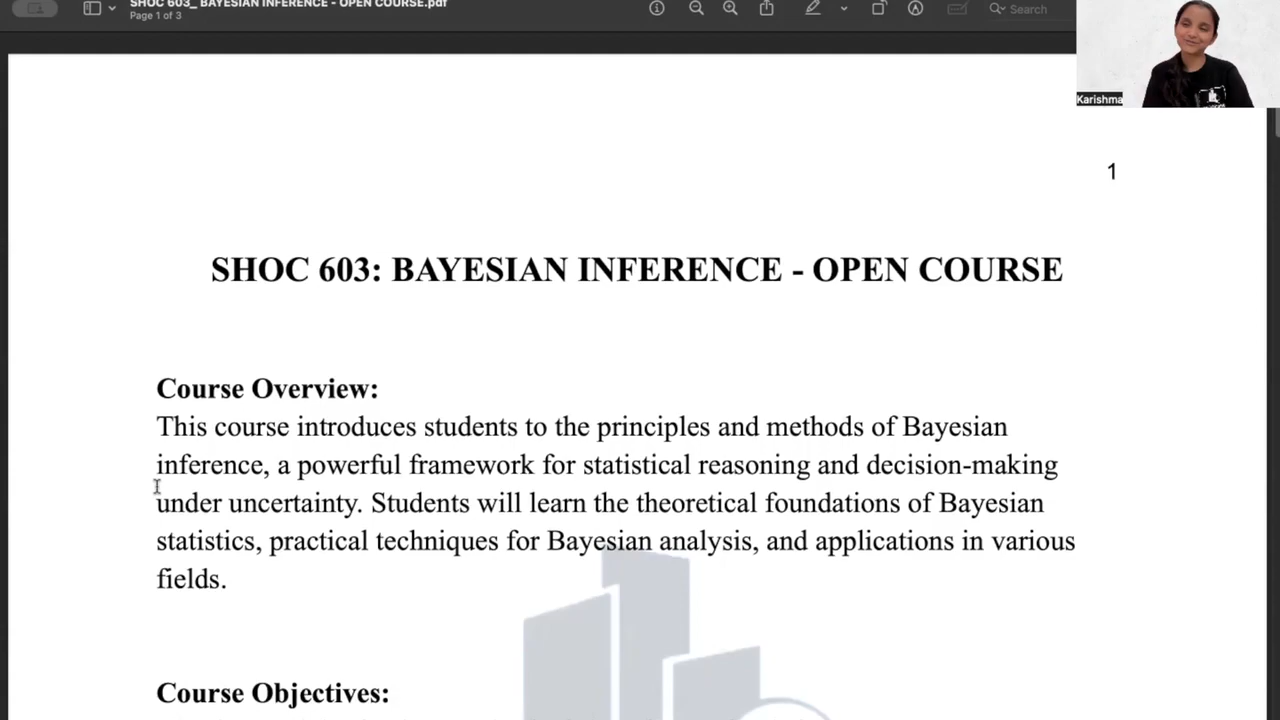 SHOC 603_ BAYESIAN INFERENCE - OPEN COURSE.pdf
Page 1 of 3
Search
Karishma
1
SHOC 603: BAYESIAN INFERENCE - OPEN COURSE
Course Overview:
This course introduces students to the principles and methods of Bayesian
inference, a powerful framework for statistical reasoning and decision-making
under uncertainty. Students will learn the theoretical foundations of Bayesian
statistics, practical techniques for Bayesian analysis, and applications in various
fields.
Course Objectives: